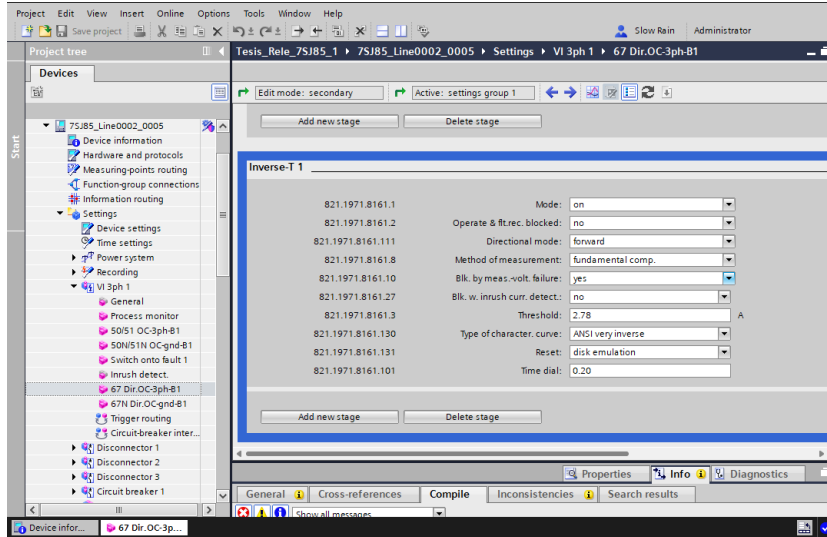 Project Edit View Insert Online Options Tools Window Help
Save project Slow Rain Administrator
Project tree
Tesis_Rele_7SJ85_1 7SJ85_Line0002_0005 Settings VI 3ph 1 67 Dir.OC-3ph-B1
Devices
Edit mode: secondary Active: settings group 1
Start
7SJ85_Line0002_0005
Device information
Hardware and protocols
Measuring-points routing
Function-group connections
Information routing
Settings
Device settings
Time settings
Power system
Recording
VI 3ph 1
General
Process monitor
50/51 OC-3ph-B1
50N/51N OC-gnd-B1
Switch onto fault 1
Inrush detect.
67 Dir.OC-3ph-B1
67N Dir.OC-gnd-B1
Trigger routing
Circuit-breaker inter...
Disconnector 1
Disconnector 2
Disconnector 3
Circuit breaker 1
Add new stage Delete stage
Inverse-T 1
821.1971.8161.1 Mode: on
821.1971.8161.2 Operate & flt.rec. blocked: no
821.1971.8161.111 Directional mode: forward
821.1971.8161.8 Method of measurement: fundamental comp.
821.1971.8161.10 Blk. by meas.-volt. failure: yes
821.1971.8161.27 Blk. w. inrush curr. detect.: no
821.1971.8161.3 Threshold: 2.78 A
821.1971.8161.130 Type of character. curve: ANSI very inverse
821.1971.8161.131 Reset: disk emulation
821.1971.8161.101 Time dial: 0.20
Add new stage Delete stage
Properties Info Diagnostics
General Cross-references Compile Inconsistencies Search results
Show all messages
Device infor... 67 Dir.OC-3p...